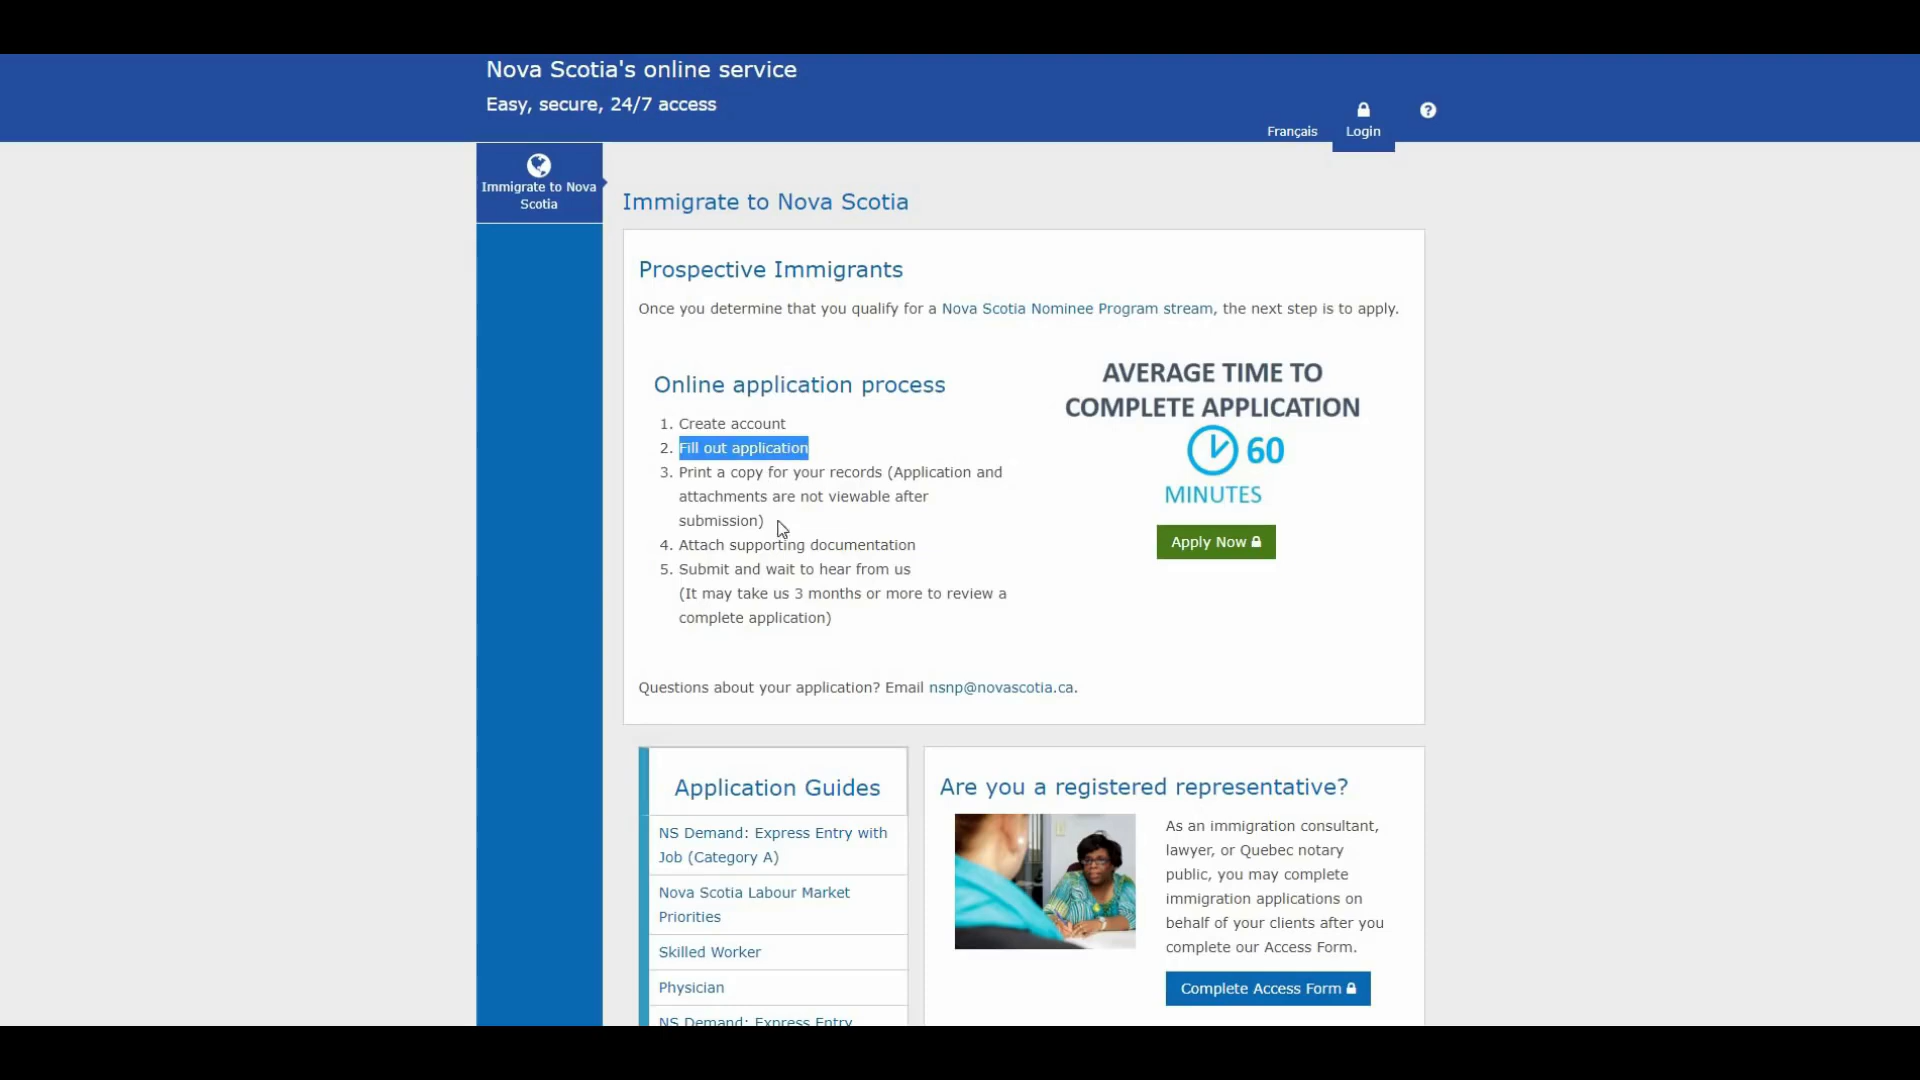 Nova Scotia's online service
Easy, secure, 24/7 access
Français
Login
Immigrate to Nova
Scotia
Immigrate to Nova Scotia
Prospective Immigrants
Once you determine that you qualify for a Nova Scotia Nominee Program stream, the next step is to apply.
Online application process
1. Create account
2. Fill out application
3. Print a copy for your records (Application and
attachments are not viewable after
submission)
4. Attach supporting documentation
5. Submit and wait to hear from us
(It may take us 3 months or more to review a
complete application)
AVERAGE TIME TO
COMPLETE APPLICATION
60
MINUTES
Apply Now
Questions about your application? Email nsnp@novascotia.ca.
Application Guides
NS Demand: Express Entry with
Job (Category A)
Nova Scotia Labour Market
Priorities
Skilled Worker
Physician
NS Demand: Express Entry
Are you a registered representative?
As an immigration consultant,
lawyer, or Quebec notary
public, you may complete
immigration applications on
behalf of your clients after you
complete our Access Form.
Complete Access Form